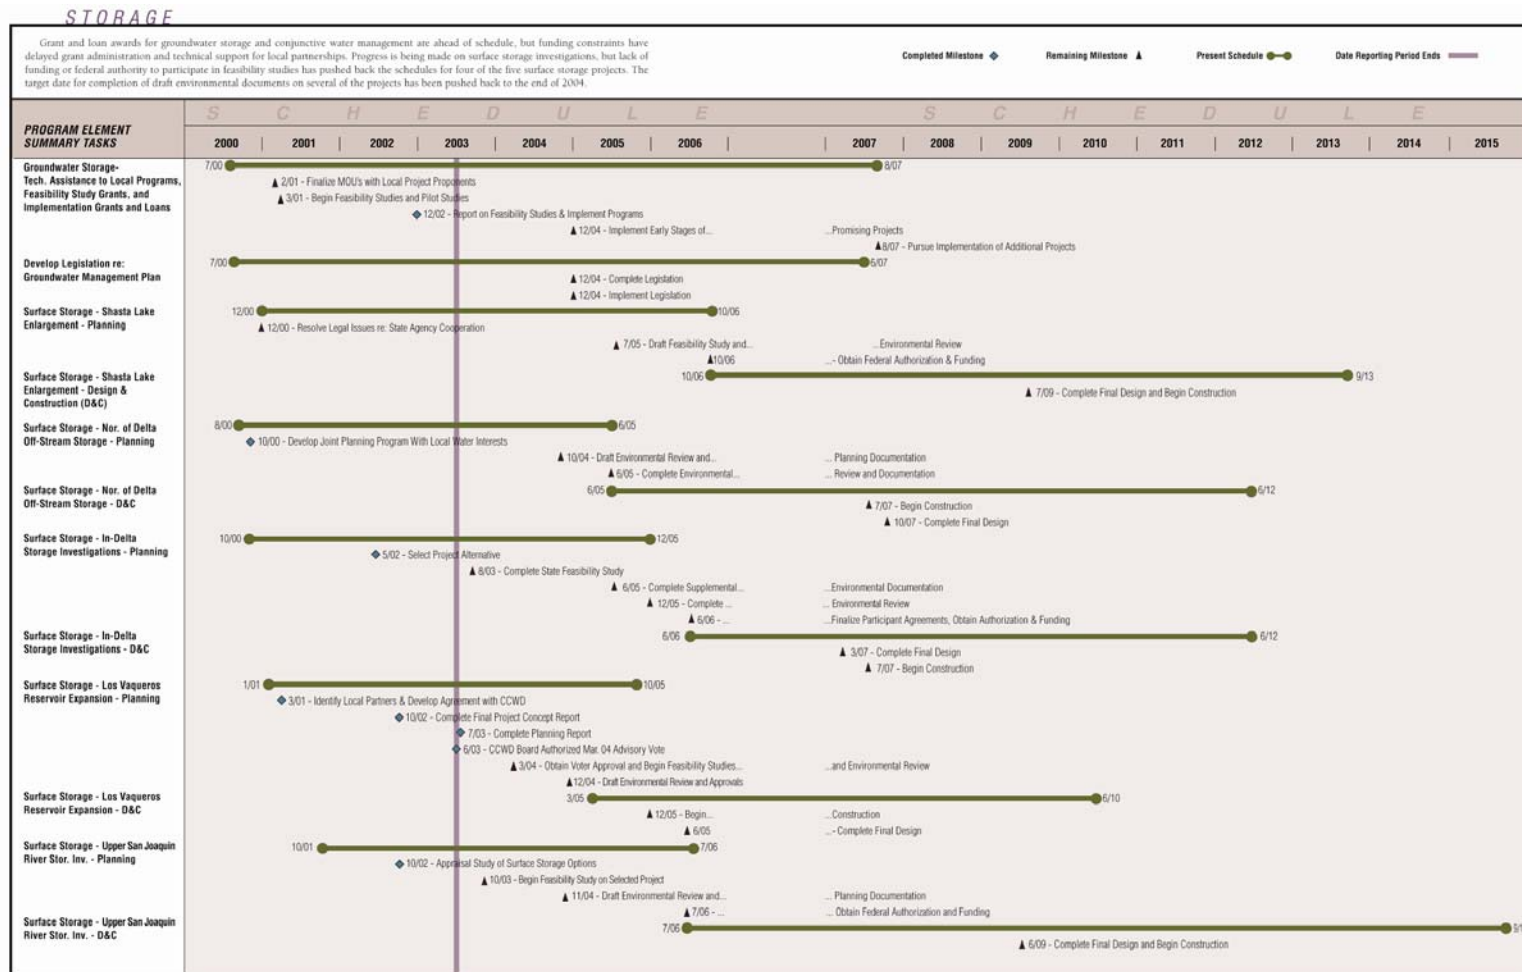 STORAGE
Grant and loan awards for groundwater storage and conjunctive water management are ahead of schedule, but funding constraints have
delayed grant administration and technical support for local partnerships. Progress is being made on surface storage investigations, but lack of
funding or federal authority to participate in feasibility studies has pushed back the schedules for four of the five surface storage projects. The
target date for completion of draft environmental documents on several of the projects has been pushed back to the end of 2004.
Completed Milestone
Remaining Milestone
Present Schedule
Date Reporting Period Ends
SCHEDULE
SCHEDULE
PROGRAM ELEMENT
SUMMARY TASKS
2000 | 2001 | 2002 | 2003 | 2004 | 2005 | 2006 | 2007 | 2008 | 2009 | 2010 | 2011 | 2012 | 2013 | 2014 | 2015
Groundwater Storage-
Tech. Assistance to Local Programs,
Feasibility Study Grants, and
Implementation Grants and Loans
7/00
8/07
2/01 - Finalize MOU's with Local Project Proponents
3/01 - Begin Feasibility Studies and Pilot Studies
12/02 - Report on Feasibility Studies & Implement Programs
12/04 - Implement Early Stages of...
...Promising Projects
8/07 - Pursue Implementation of Additional Projects
Develop Legislation re:
Groundwater Management Plan
7/00
6/07
12/04 - Complete Legislation
12/04 - Implement Legislation
Surface Storage - Shasta Lake
Enlargement - Planning
12/00
10/06
12/00 - Resolve Legal Issues re: State Agency Cooperation
7/05 - Draft Feasibility Study and...
...Environmental Review
10/06
...- Obtain Federal Authorization & Funding
Surface Storage - Shasta Lake
Enlargement - Design &
Construction (D&C)
10/06
9/13
7/09 - Complete Final Design and Begin Construction
Surface Storage - Nor. of Delta
Off-Stream Storage - Planning
8/00
6/05
10/00 - Develop Joint Planning Program With Local Water Interests
10/04 - Draft Environmental Review and...
... Planning Documentation
6/05 - Complete Environmental...
... Review and Documentation
Surface Storage - Nor. of Delta
Off-Stream Storage - D&C
6/05
6/12
7/07 - Begin Construction
10/07 - Complete Final Design
Surface Storage - In-Delta
Storage Investigations - Planning
10/00
12/05
5/02 - Select Project Alternative
8/03 - Complete State Feasibility Study
6/05 - Complete Supplemental...
...Environmental Documentation
12/05 - Complete ...
... Environmental Review
6/06 - ...
...Finalize Participant Agreements, Obtain Authorization & Funding
Surface Storage - In-Delta
Storage Investigations - D&C
6/06
6/12
3/07 - Complete Final Design
7/07 - Begin Construction
Surface Storage - Los Vaqueros
Reservoir Expansion - Planning
1/01
10/05
3/01 - Identify Local Partners & Develop Agreement with CCWD
10/02 - Complete Final Project Concept Report
7/03 - Complete Planning Report
6/03 - CCWD Board Authorized Mar. 04 Advisory Vote
3/04 - Obtain Voter Approval and Begin Feasibility Studies...
...and Environmental Review
12/04 - Draft Environmental Review and Approvals
Surface Storage - Los Vaqueros
Reservoir Expansion - D&C
3/05
6/10
12/05 - Begin...
...Construction
6/05
...- Complete Final Design
Surface Storage - Upper San Joaquin
River Stor. Inv. - Planning
10/01
7/06
10/02 - Appraisal Study of Surface Storage Options
10/03 - Begin Feasibility Study on Selected Project
11/04 - Draft Environmental Review and...
... Planning Documentation
7/06 - ...
... Obtain Federal Authorization and Funding
Surface Storage - Upper San Joaquin
River Stor. Inv. - D&C
7/06
6/09 - Complete Final Design and Begin Construction